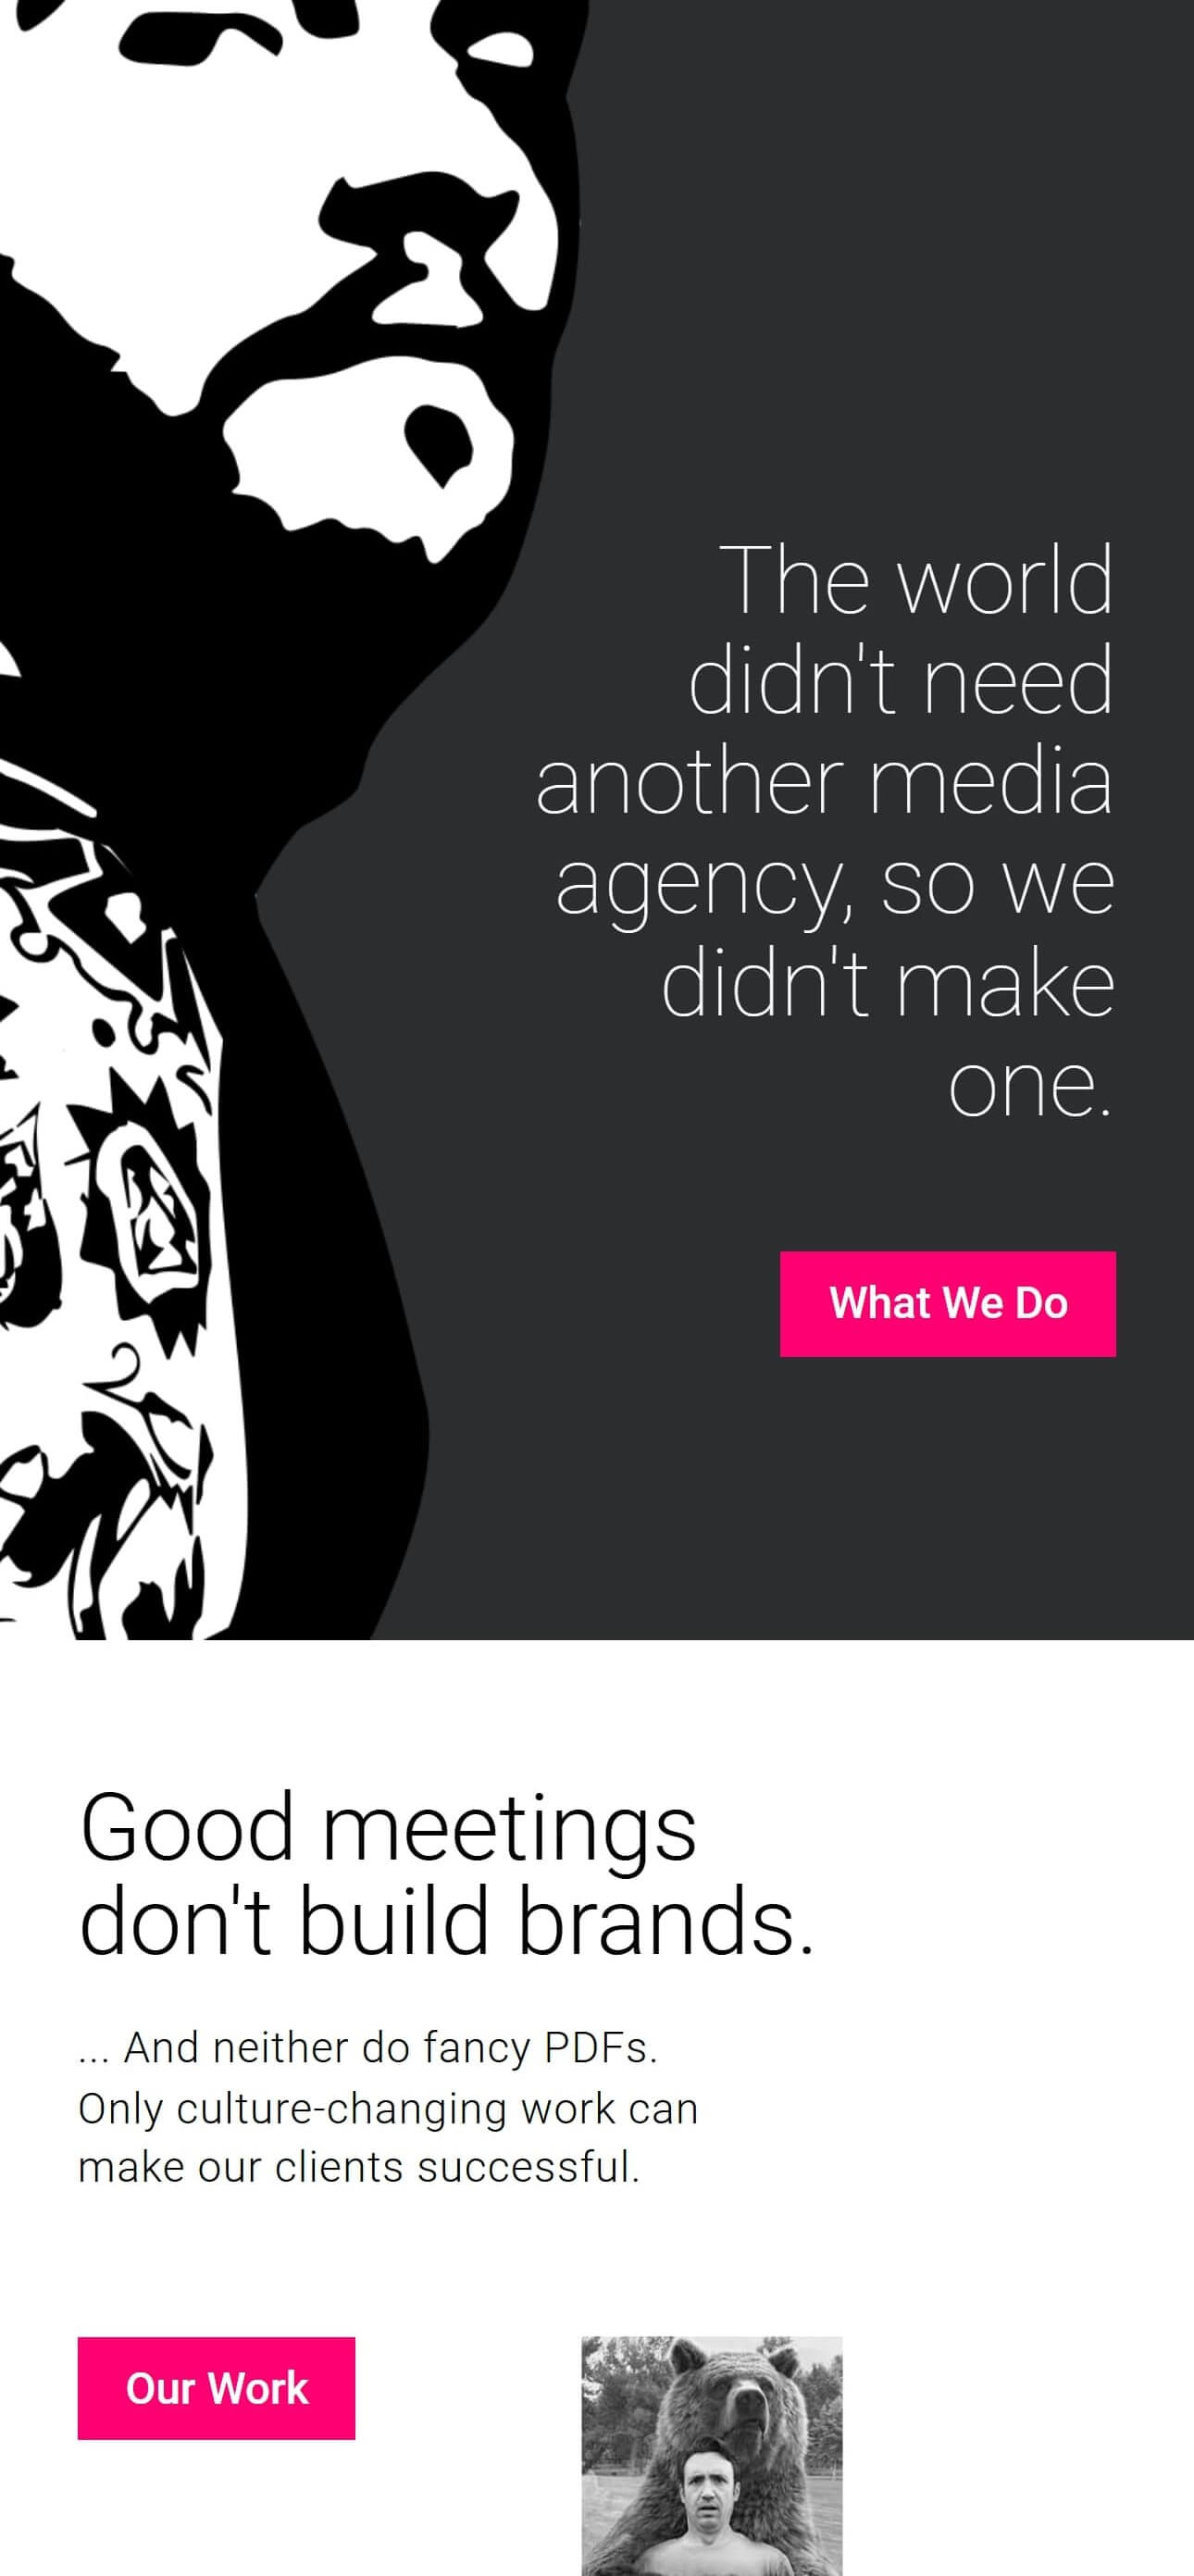 The world
didn't need
another media
agency, so we
didn't make
one.
What We Do
Good meetings
don't build brands.
... And neither do fancy PDFs.
Only culture-changing work can
make our clients successful.
Our Work